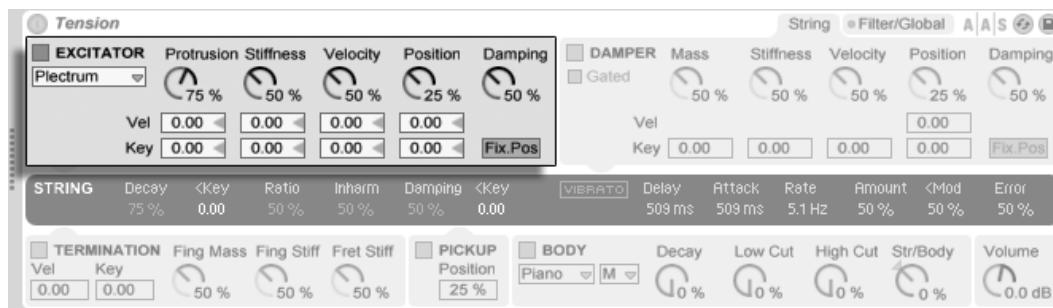 Tension String Filter/Global A A S
EXCITATOR Protrusion Stiffness Velocity Position Damping
Plectrum 75 % 50 % 50 % 25 % 50 %
Vel 0.00 0.00 0.00 0.00
Key 0.00 0.00 0.00 0.00 Fix.Pos
DAMPER Mass Stiffness Velocity Position Damping
Gated 50 % 50 % 50 % 25 % 50 %
Vel 0.00
Key 0.00 0.00 0.00 0.00 Fix.Pos
STRING Decay <Key Ratio Inharm Damping <Key VIBRATO Delay Attack Rate Amount <Mod Error
75 % 0.00 50 % 50 % 50 % 0.00 509 ms 509 ms 5.1 Hz 50 % 50 % 50 %
TERMINATION Fing Mass Fing Stiff Fret Stiff
Vel Key
0.00 0.00 50 % 50 % 50 %
PICKUP
Position
25 %
BODY Decay Low Cut High Cut Str/Body Volume
Piano M 0 % 0 % 0 % 0 % 0.0 dB